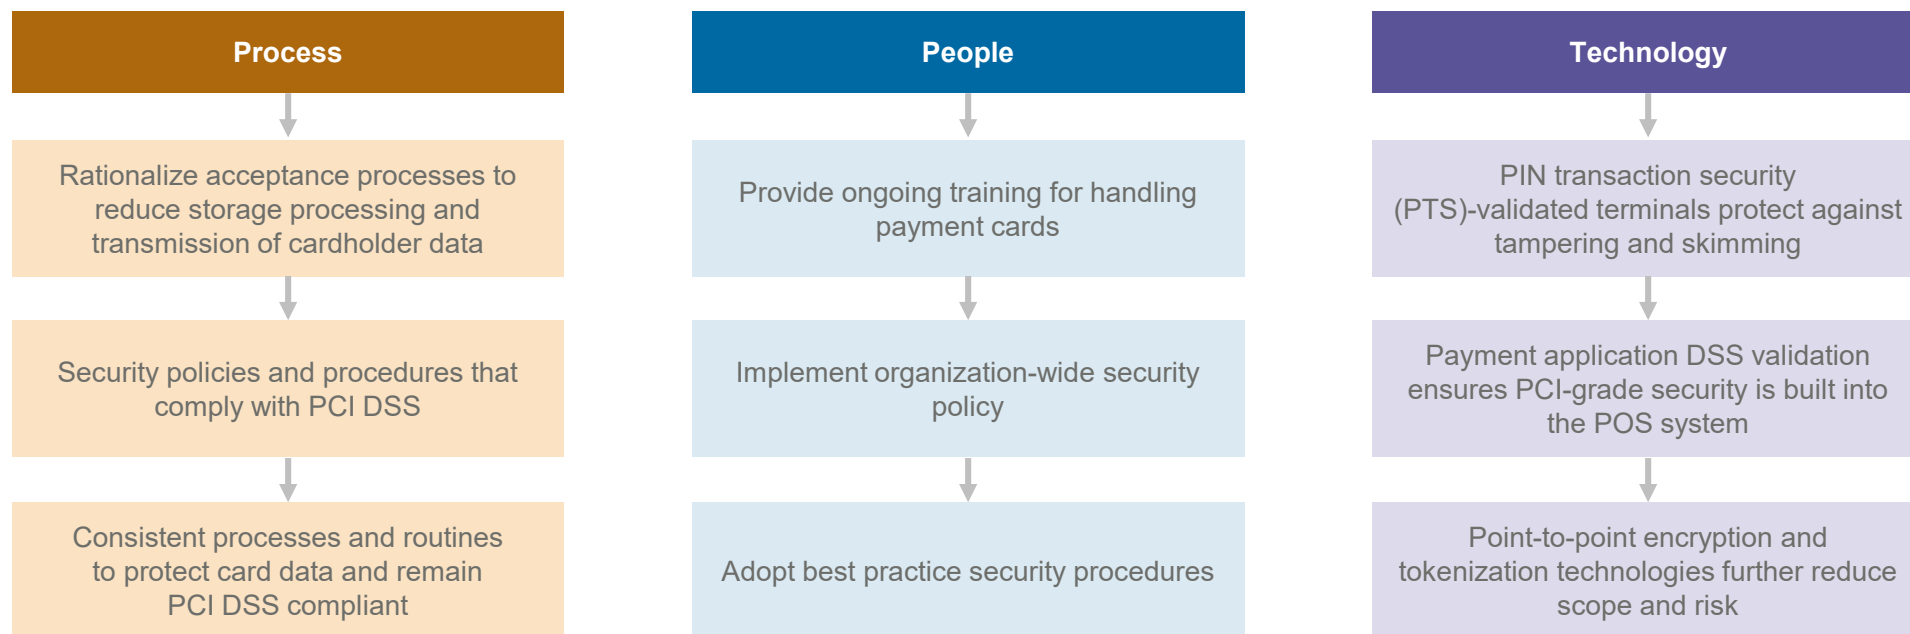 Process
Rationalize acceptance processes to
reduce storage processing and
transmission of cardholder data
Security policies and procedures that
comply with PCI DSS
Consistent processes and routines
to protect card data and remain
PCI DSS compliant
People
Provide ongoing training for handling
payment cards
Implement organization-wide security
policy
Adopt best practice security procedures
Technology
PIN transaction security
(PTS)-validated terminals protect against
tampering and skimming
Payment application DSS validation
ensures PCI-grade security is built into
the POS system
Point-to-point encryption and
tokenization technologies further reduce
scope and risk